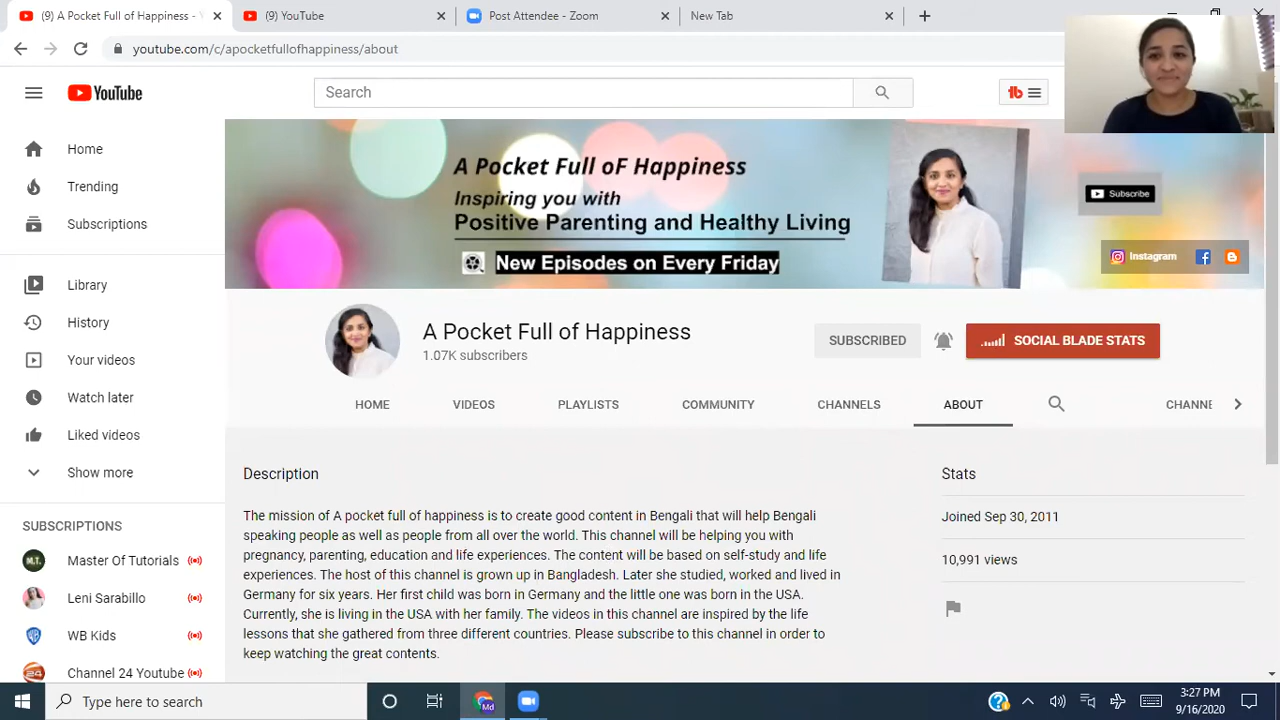 (9) A Pocket Full of Happiness - Y
(9) YouTube
Post Attendee - Zoom
New Tab
youtube.com/c/apocketfullofhappiness/about
YouTube
Search
Home
Trending
Subscriptions
Library
History
Your videos
Watch later
Liked videos
Show more
SUBSCRIPTIONS
M.T.
Master Of Tutorials
Leni Sarabillo
WB Kids
24
Channel 24 Youtube
A Pocket Full oF Happiness
Inspiring you with
Positive Parenting and Healthy Living
New Episodes on Every Friday
Subscribe
Instagram
A Pocket Full of Happiness
1.07K subscribers
SUBSCRIBED
SOCIAL BLADE STATS
HOME
VIDEOS
PLAYLISTS
COMMUNITY
CHANNELS
ABOUT
CHANNE
Description
The mission of A pocket full of happiness is to create good content in Bengali that will help Bengali
speaking people as well as people from all over the world. This channel will be helping you with
pregnancy, parenting, education and life experiences. The content will be based on self-study and life
experiences. The host of this channel is grown up in Bangladesh. Later she studied, worked and lived in
Germany for six years. Her first child was born in Germany and the little one was born in the USA.
Currently, she is living in the USA with her family. The videos in this channel are inspired by the life
lessons that she gathered from three different countries. Please subscribe to this channel in order to
keep watching the great contents.
Stats
Joined Sep 30, 2011
10,991 views
Type here to search
Md
3:27 PM
9/16/2020